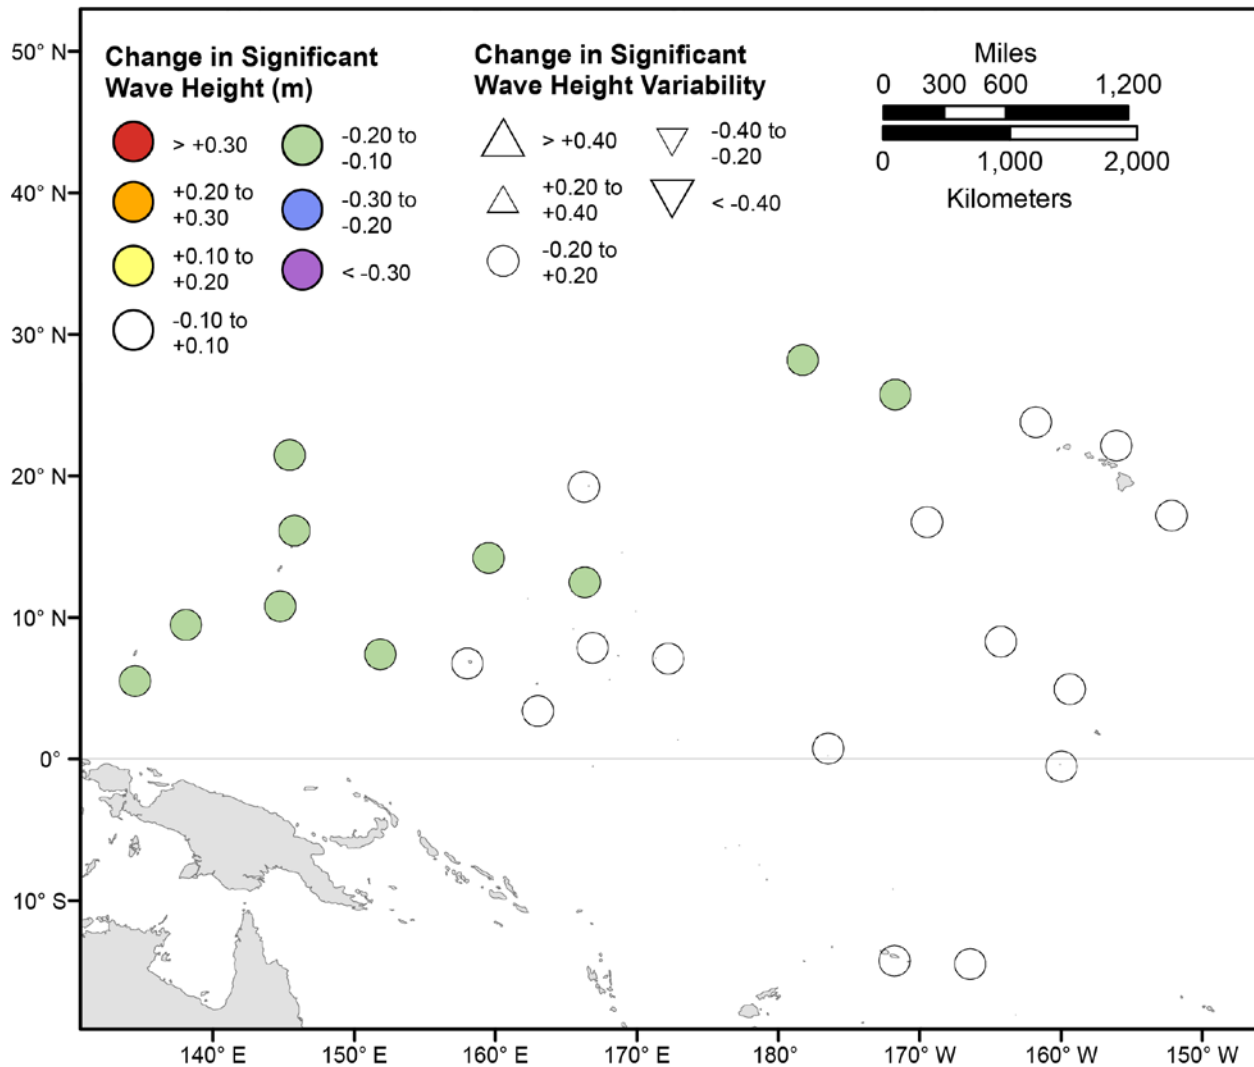 Change in Significant
Wave Height (m)
> +0.30
+0.20 to
+0.30
+0.10 to
+0.20
-0.10 to
+0.10
-0.20 to
-0.10
-0.30 to
-0.20
< -0.30
Change in Significant
Wave Height Variability
> +0.40
+0.20 to
+0.40
-0.20 to
+0.20
-0.40 to
-0.20
< -0.40
Miles
0 300 600 1,200
0 1,000 2,000
Kilometers
50° N
40° N
30° N
20° N
10° N
0°
10° S
140° E 150° E 160° E 170° E 180° 170° W 160° W 150° W